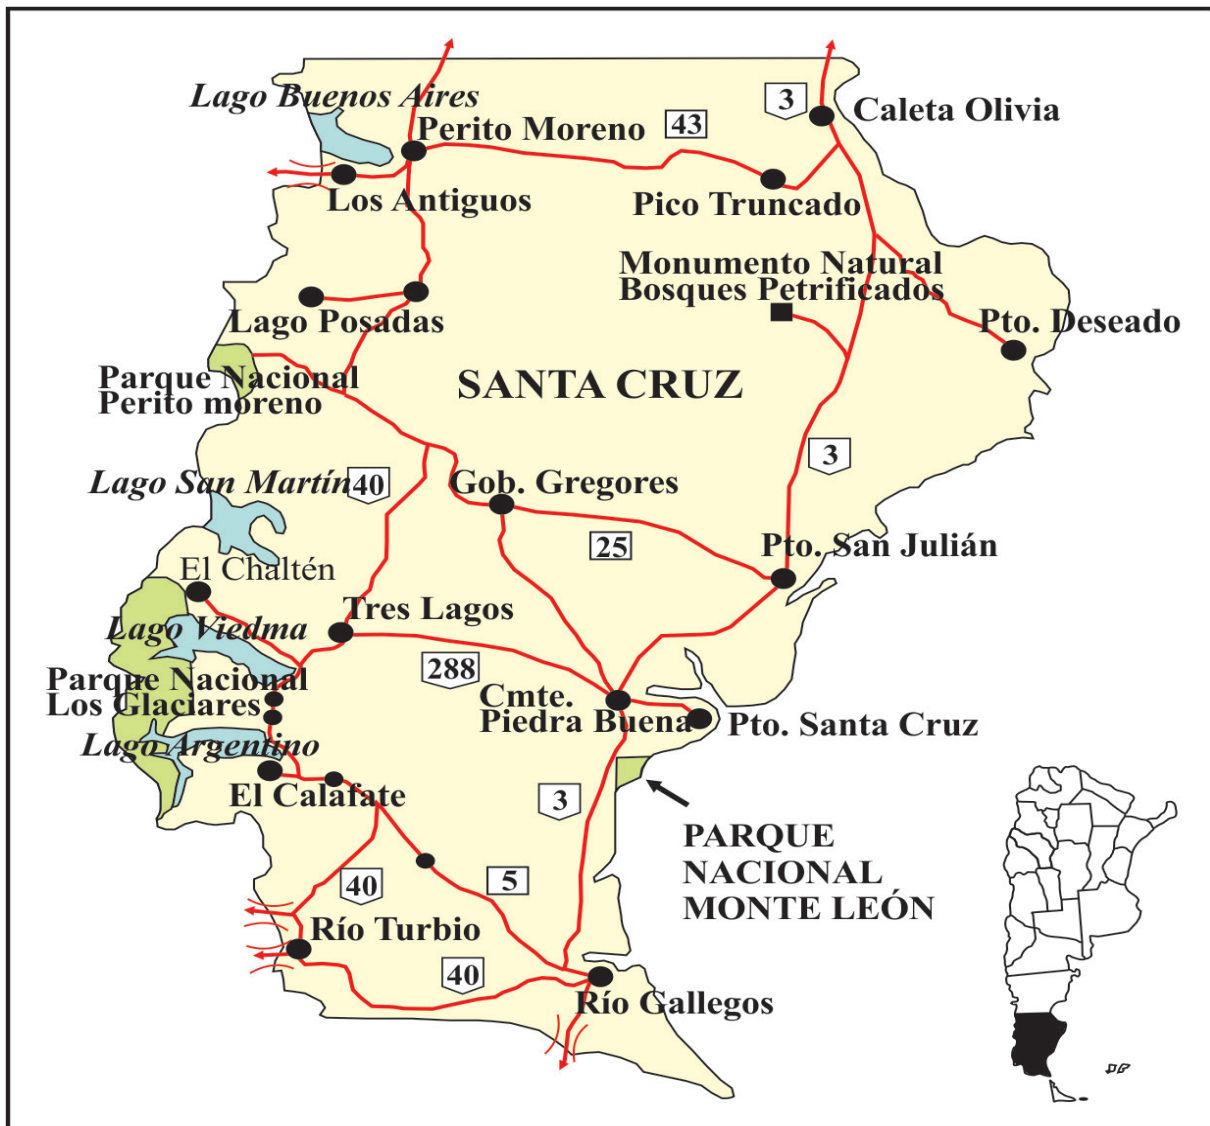 Lago Buenos Aires
3
Caleta Olivia
Perito Moreno
43
Los Antiguos
Pico Truncado
Monumento Natural
Bosques Petrificados
Lago Posadas
Pto. Deseado
Parque Nacional
Perito moreno
SANTA CRUZ
3
Lago San Martín
40
Gob. Gregores
25
Pto. San Julián
El Chaltén
Tres Lagos
Lago Viedma
288
Parque Nacional
Los Glaciares
Cmte.
Piedra Buena
Pto. Santa Cruz
Lago Argentino
El Calafate
3
PARQUE
NACIONAL
MONTE LEÓN
40
5
Río Turbio
40
Río Gallegos